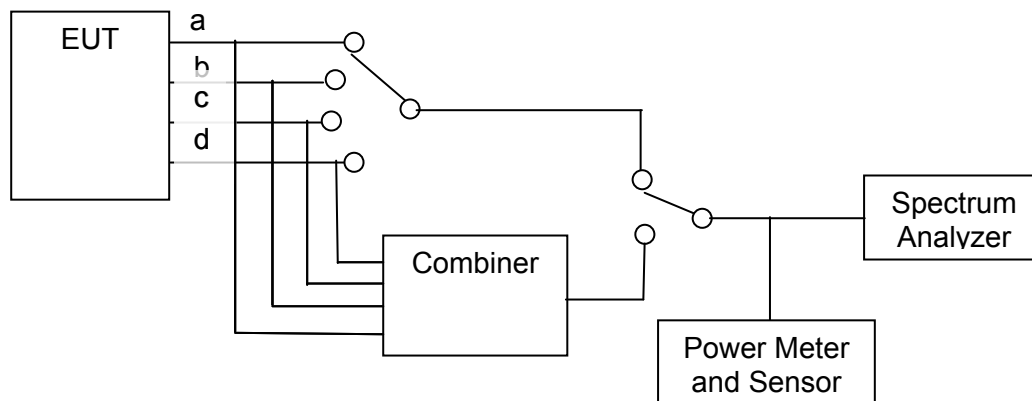 EUT
a
b
c
d
Combiner
Spectrum
Analyzer
Power Meter
and Sensor